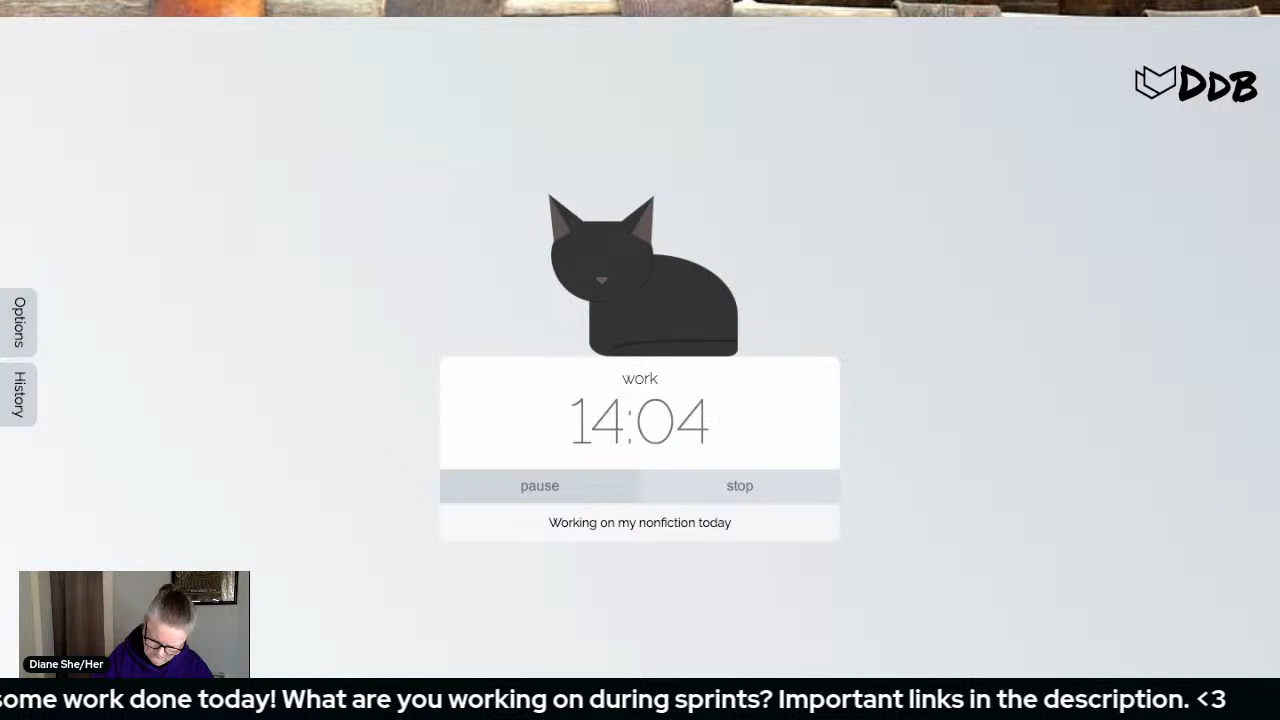 DDB
Options
History
work
14:04
pause
stop
Working on my nonfiction today
Diane She/Her
some work done today! What are you working on during sprints? Important links in the description. <3